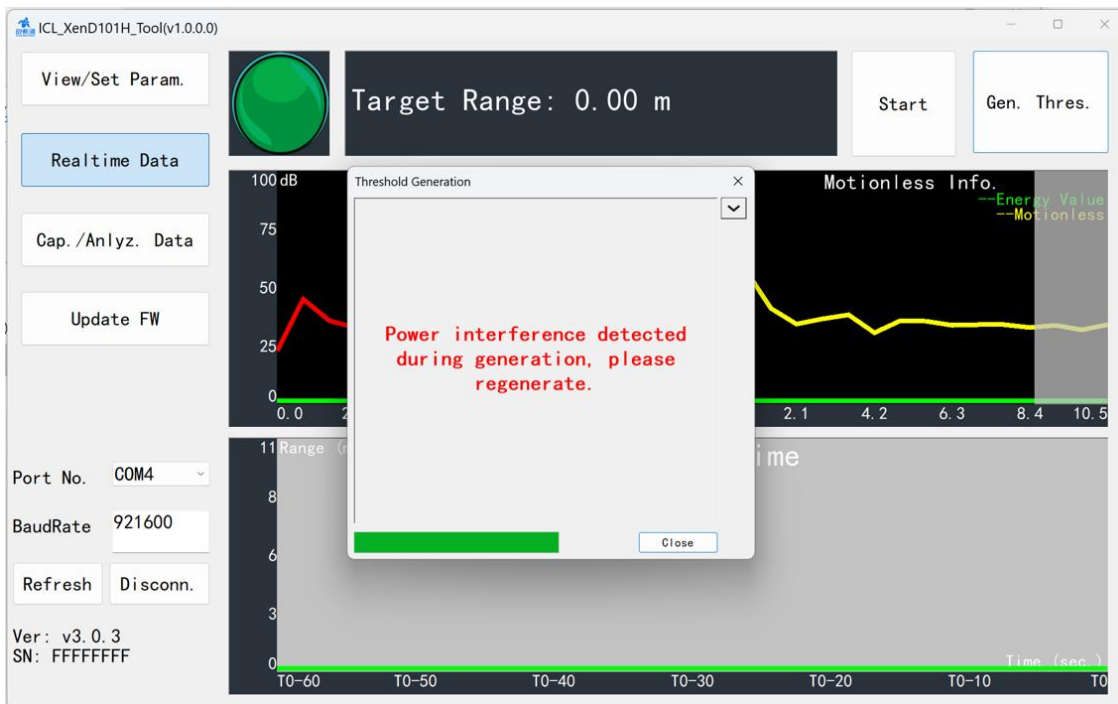 ICL_XenD101H_Tool(v1.0.0.0)
View/Set Param.
Realtime Data
Cap./Anlyz. Data
Update FW
Port No. COM4
BaudRate 921600
Refresh Disconn.
Ver: v3.0.3
SN: FFFFFFFF
Target Range: 0.00 m
Start
Gen. Thres.
100 dB
75
50
25
0
0.0
Motionless Info.
--Energy Value
--Motionless
2.1 4.2 6.3 8.4 10.5
Threshold Generation
Power interference detected
during generation, please
regenerate.
Close
11 Range
8
6
3
0
Time (sec.)
T0-60 T0-50 T0-40 T0-30 T0-20 T0-10 T0